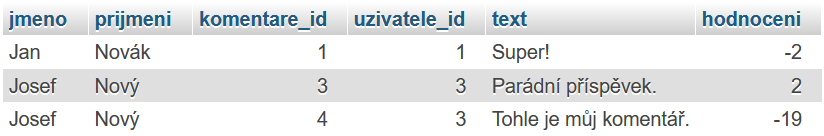 jmeno prijmeni komentare_id uzivatele_id text hodnoceni
Jan Novák 1 1 Super! -2
Josef Nový 3 3 Parádní příspěvek. 2
Josef Nový 4 3 Tohle je můj komentář. -19